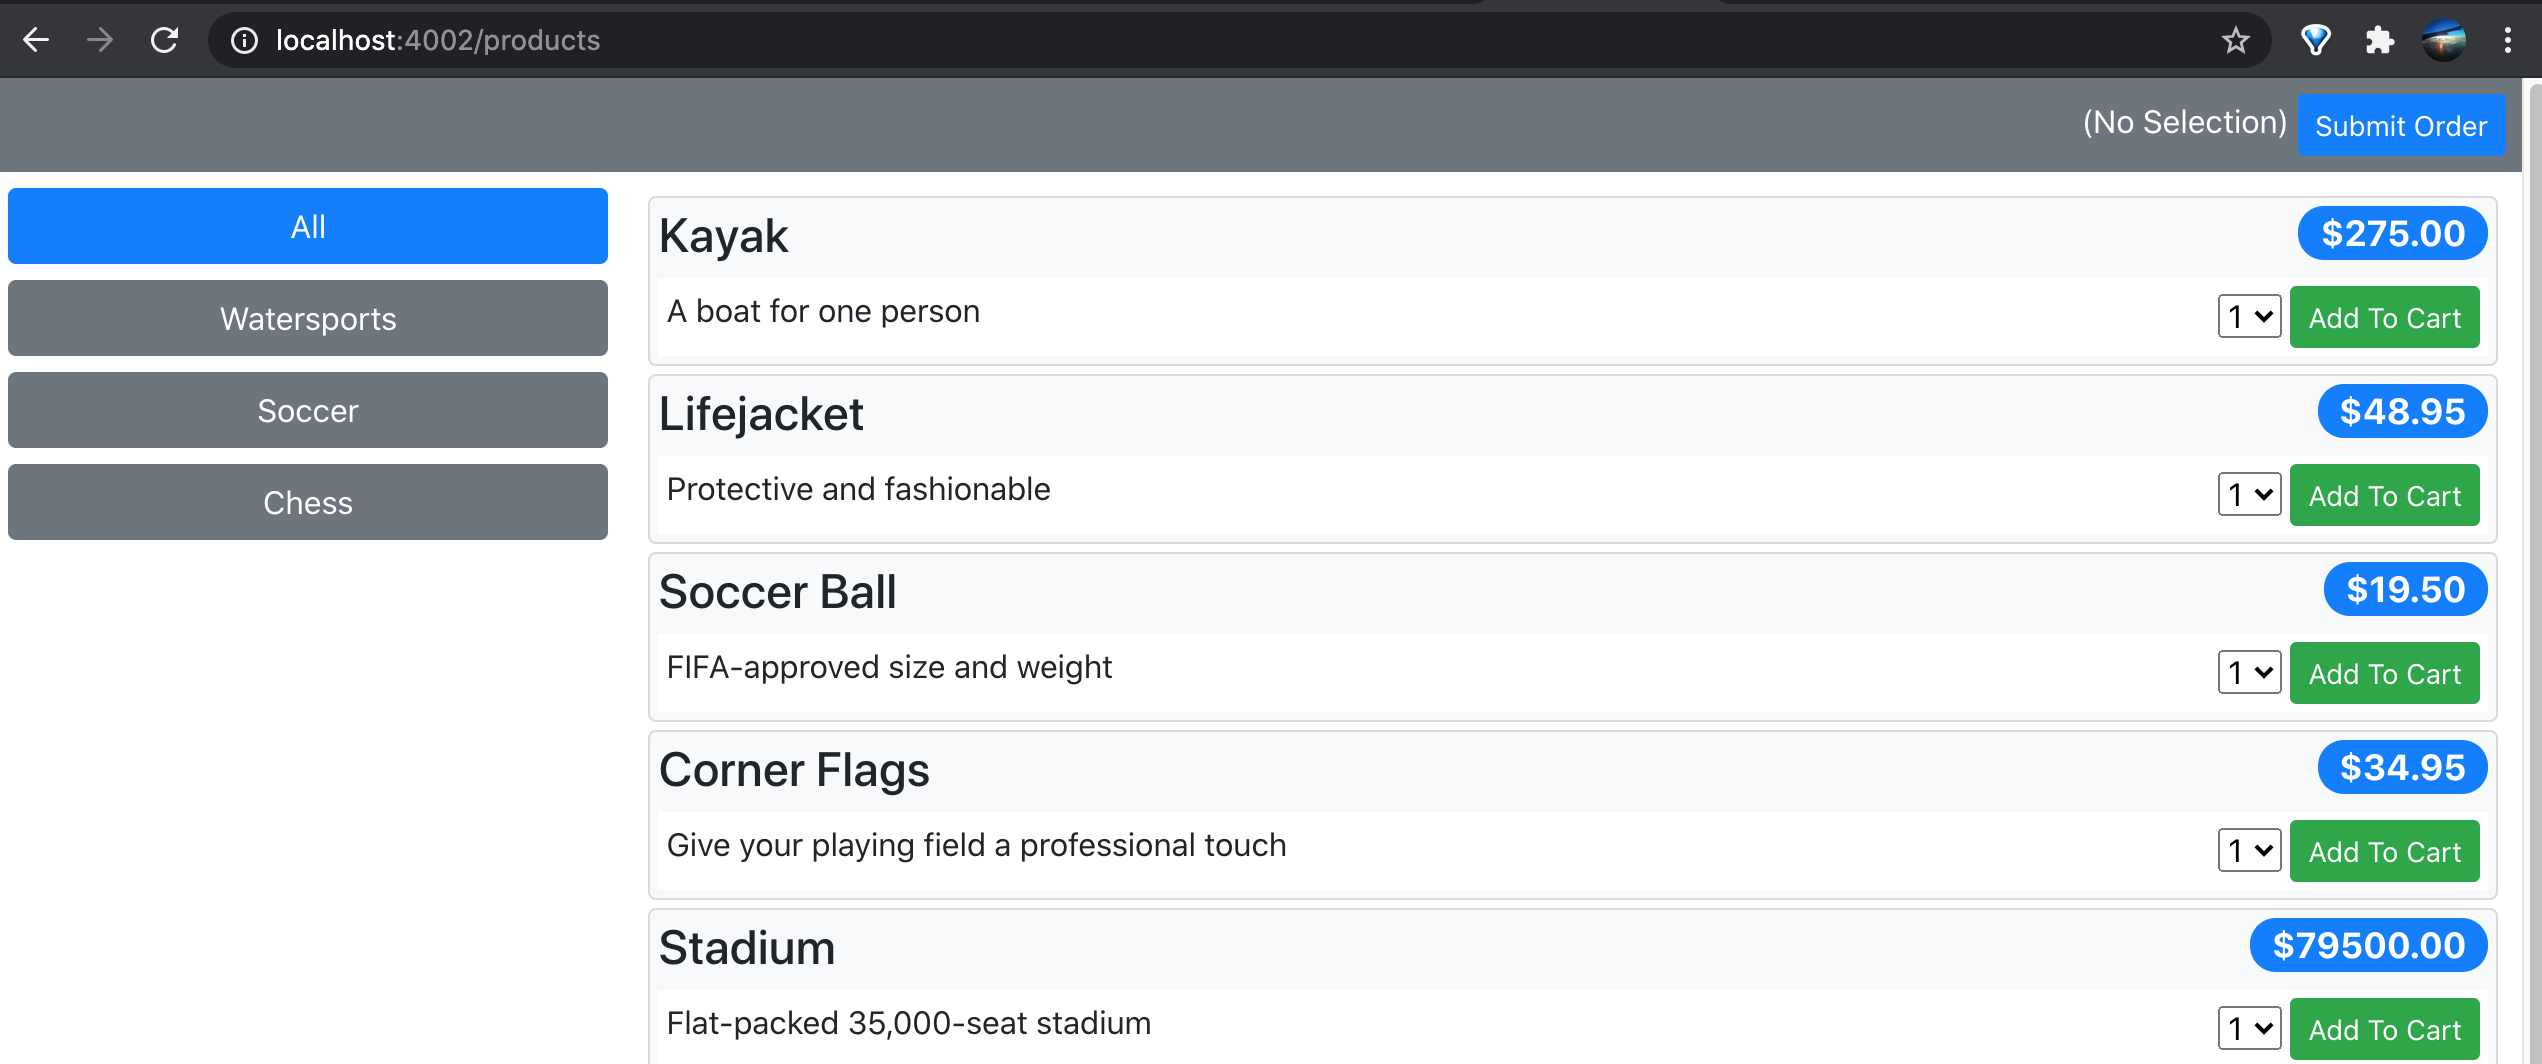 localhost:4002/products
(No Selection) Submit Order
All
Watersports
Soccer
Chess
Kayak $275.00
A boat for one person 1 Add To Cart
Lifejacket $48.95
Protective and fashionable 1 Add To Cart
Soccer Ball $19.50
FIFA-approved size and weight 1 Add To Cart
Corner Flags $34.95
Give your playing field a professional touch 1 Add To Cart
Stadium $79500.00
Flat-packed 35,000-seat stadium 1 Add To Cart